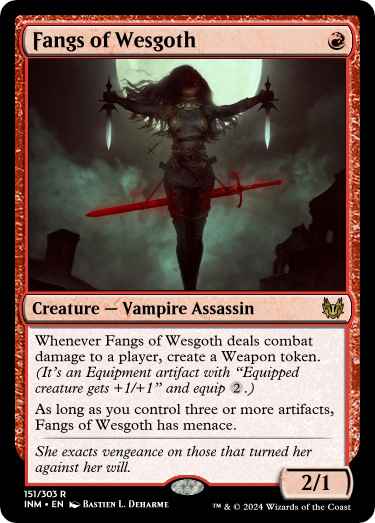 Fangs of Wesgoth
Creature — Vampire Assassin
Whenever Fangs of Wesgoth deals combat
damage to a player, create a Weapon token.
(It's an Equipment artifact with “Equipped
creature gets +1/+1” and equip 2.)
As long as you control three or more artifacts,
Fangs of Wesgoth has menace.
She exacts vengeance on those that turned her
against her will.
2/1
151/303 R
INM • EN Bastien L. Deharme
™ & © 2024 Wizards of the Coast